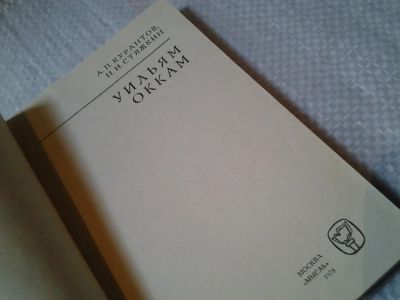 А. П. КУРАНТОВ,
Н. И. СТЯЖКИН
УИЛЬЯМ
ОККАМ
МОСКВА
«МЫСЛЬ»
1978